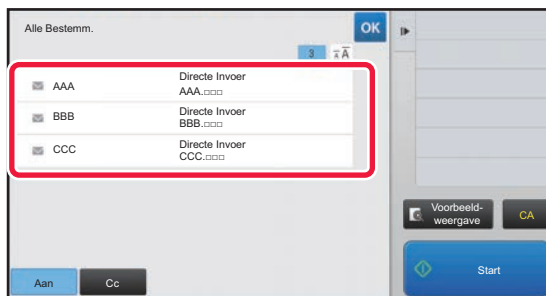 Alle Bestemm.
OK
3
AAA
Directe Invoer
AAA.□□□
BBB
Directe Invoer
BBB.□□□
CCC
Directe Invoer
CCC.□□□
Voorbeeld-
weergave
CA
Aan
Cc
Start